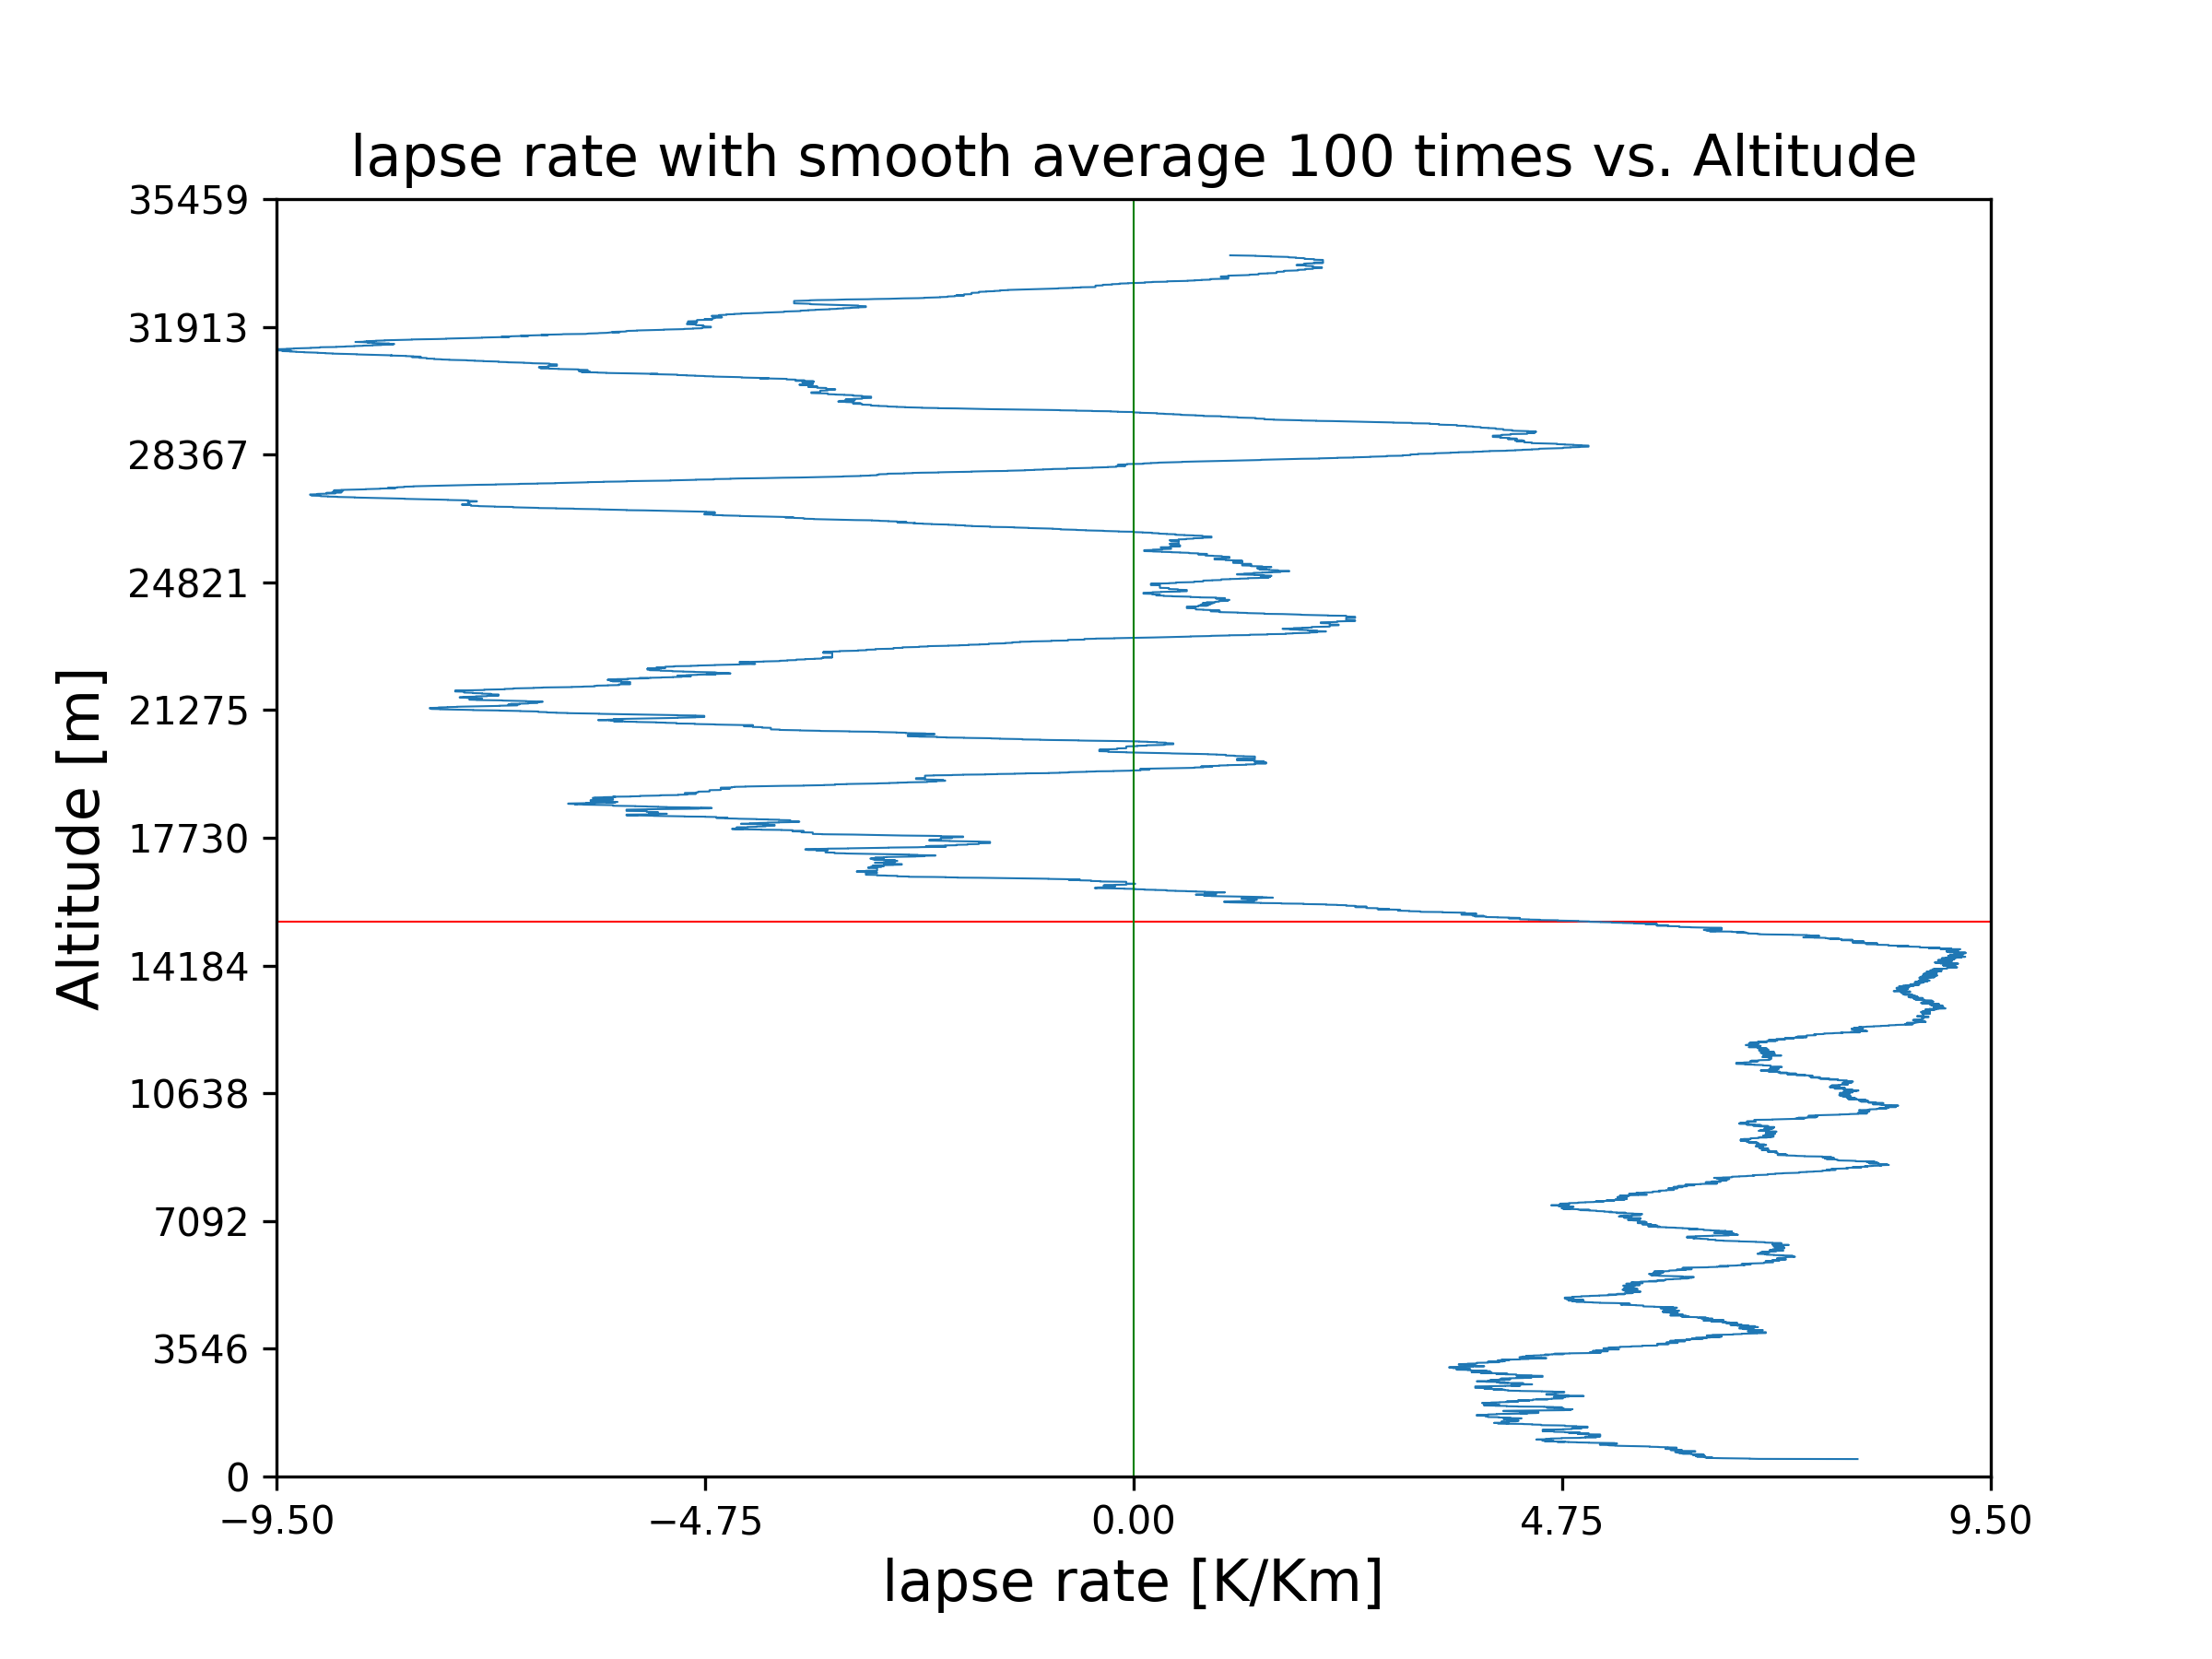 lapse rate with smooth average 100 times vs. Altitude
35459
31913
28367
24821
21275
17730
14184
10638
7092
3546
0
Altitude [m]
−9.50 −4.75 0.00 4.75 9.50
lapse rate [K/Km]